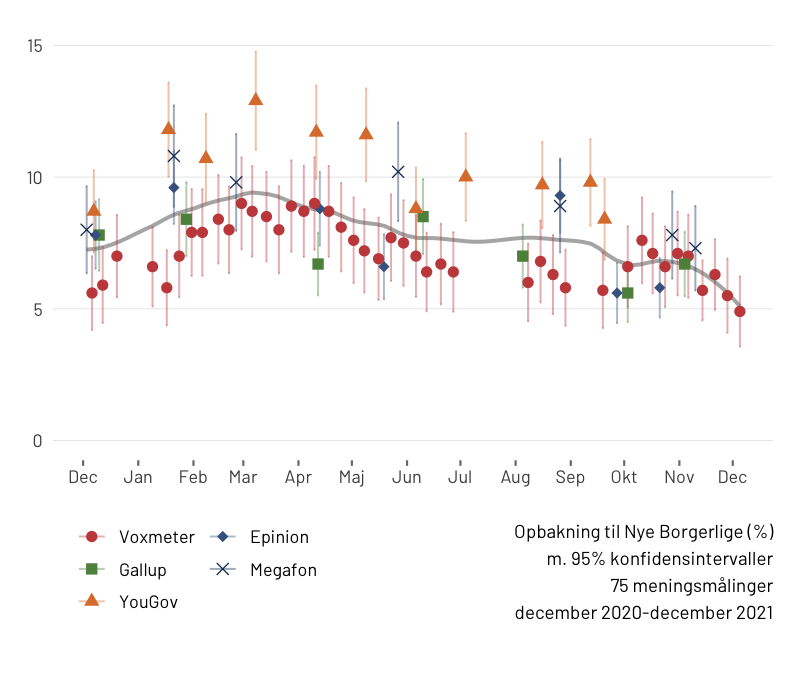 15
10
5
0
Dec Jan Feb Mar Apr Maj Jun Jul Aug Sep Okt Nov Dec
Voxmeter Epinion
Gallup Megafon
YouGov
Opbakning til Nye Borgerlige (%)
m. 95% konfidensintervaller
75 meningsmålinger
december 2020-december 2021